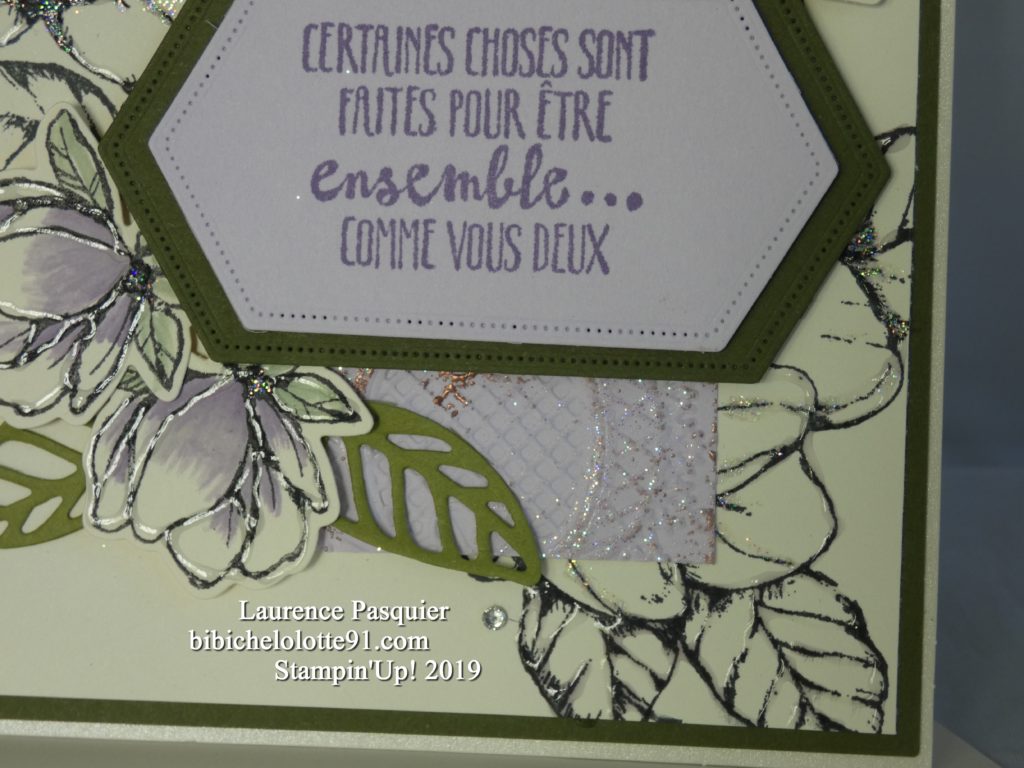 CERTAINES CHOSES SONT
FAITES POUR ÊTRE
ensemble...
COMME VOUS DEUX
Laurence Pasquier
bibichelolotte91.com
Stampin'Up! 2019